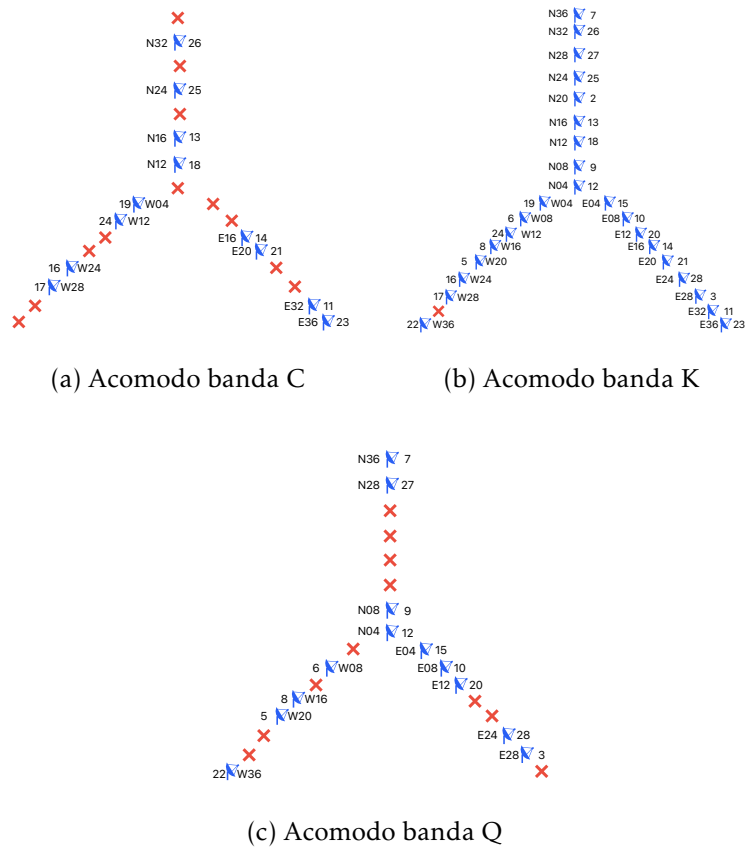 N32 26
N24 25
N16 13
N12 18
19 W04
24 W12
E16 14
E20 21
16 W24
17 W28
E32 11
E36 23
(a) Acomodo banda C
N36 7
N32 26
N28 27
N24 25
N20 2
N16 13
N12 18
N08 9
N04 12
19 W04 E04 15
6 W08 E08 10
24 W12 E12 20
8 W16 E16 14
5 W20 E20 21
16 W24 E24 28
17 W28 E28 3
E32 11
22 W36 E36 23
(b) Acomodo banda K
N36 7
N28 27
N08 9
N04 12
E04 15
6 W08 E08 10
E12 20
8 W16
5 W20
E24 28
E28 3
22 W36
(c) Acomodo banda Q